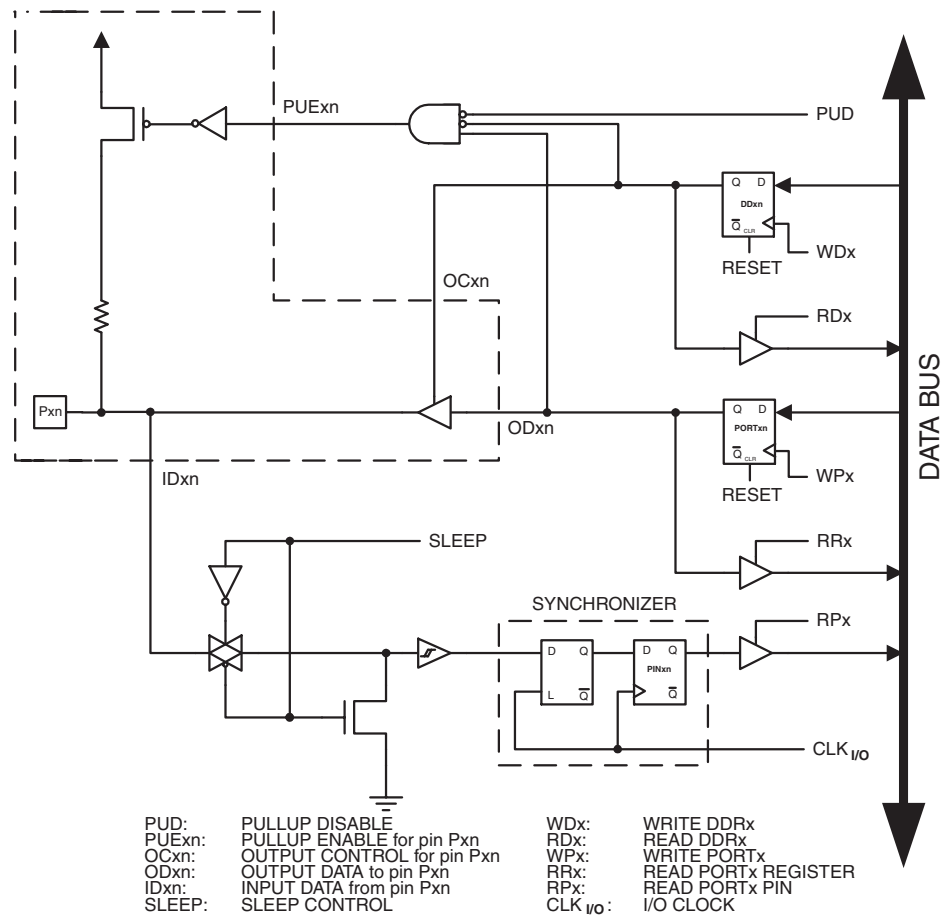 PUD
PUExn
Q D
DDxn
Q CLR
WDx
RESET
OCxn
RDx
Pxn
Q D
ODxn
PORTxn
Q CLR
IDxn
WPx
RESET
DATA BUS
SLEEP
RRx
SYNCHRONIZER
RPx
D Q
D Q
PINxn
L Q
Q
CLK I/O
PUD: PULLUP DISABLE
PUExn: PULLUP ENABLE for pin Pxn
OCxn: OUTPUT CONTROL for pin Pxn
ODxn: OUTPUT DATA to pin Pxn
IDxn: INPUT DATA from pin Pxn
SLEEP: SLEEP CONTROL
WDx: WRITE DDRx
RDx: READ DDRx
WPx: WRITE PORTx
RRx: READ PORTx REGISTER
RPx: READ PORTx PIN
CLK I/O: I/O CLOCK